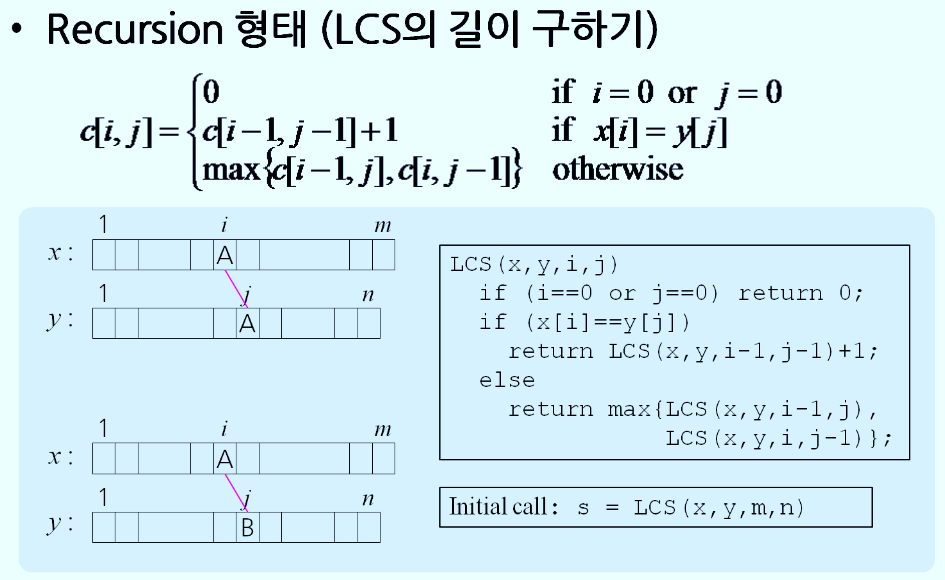 • Recursion 형태 (LCS의 길이 구하기)
c[i, j] = {
0 if i = 0 or j = 0
c[i−1, j−1]+1 if x[i] = y[j]
max{c[i−1, j], c[i, j−1]} otherwise
1 i m
x : A
1 j n
y : A
1 i m
x : A
1 j n
y : B
LCS(x,y,i,j)
if (i==0 or j==0) return 0;
if (x[i]==y[j])
return LCS(x,y,i-1,j-1)+1;
else
return max{LCS(x,y,i-1,j),
LCS(x,y,i,j-1)};
Initial call: s = LCS(x,y,m,n)